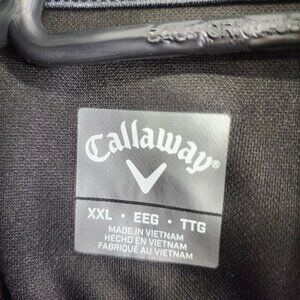 Callaway®
XXL · EEG · TTG
MADE IN VIETNAM
HECHO EN VIETNAM
FABRIQUÉ AU VIETNAM